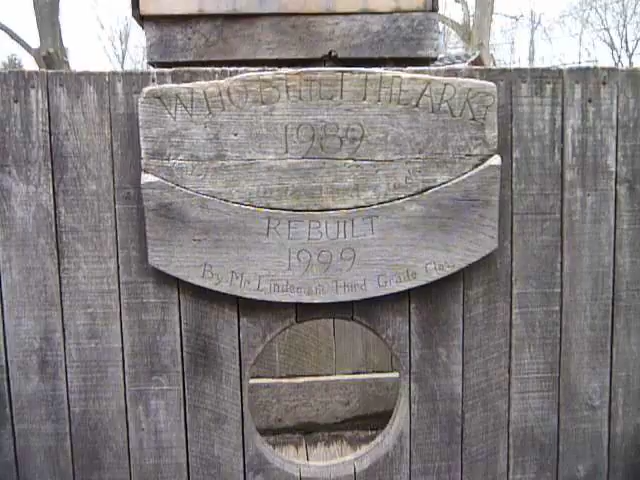 WHO BUILT THE ARK?
1989
REBUILT
1999
By Mr. Lindeman Third Grade Class